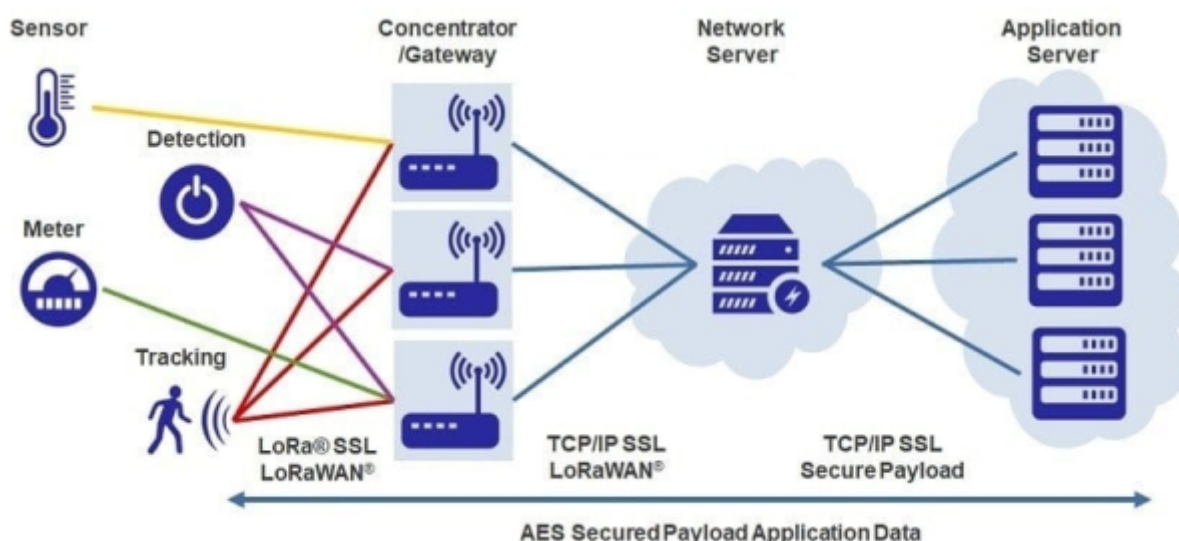 Sensor
Concentrator
/Gateway
Network
Server
Application
Server
Detection
Meter
Tracking
LoRa® SSL
LoRaWAN®
TCP/IP SSL
LoRaWAN®
TCP/IP SSL
Secure Payload
AES Secured Payload Application Data